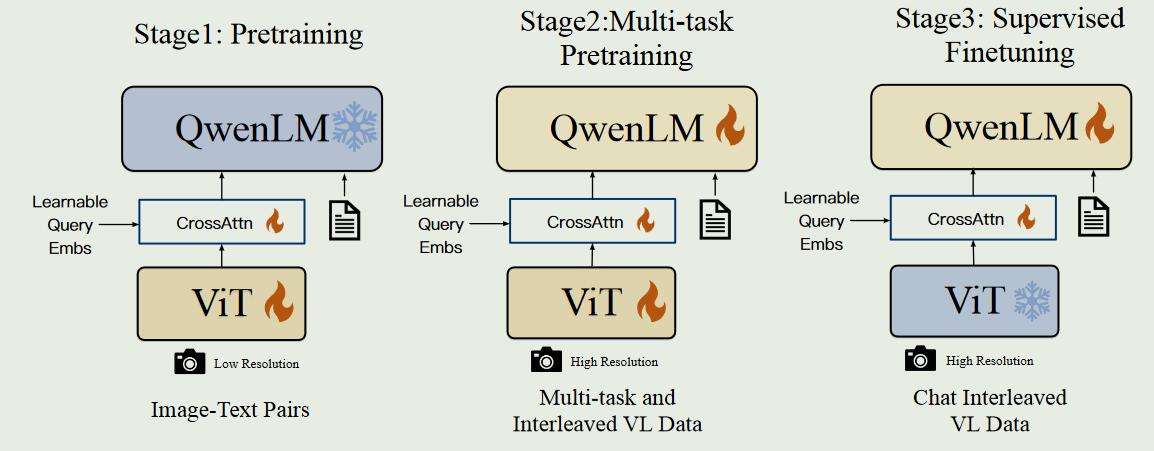 Stage1: Pretraining
QwenLM
Learnable
Query
Embs
CrossAttn
ViT
Low Resolution
Image-Text Pairs
Stage2:Multi-task
Pretraining
QwenLM
Learnable
Query
Embs
CrossAttn
ViT
High Resolution
Multi-task and
Interleaved VL Data
Stage3: Supervised
Finetuning
QwenLM
Learnable
Query
Embs
CrossAttn
ViT
High Resolution
Chat Interleaved
VL Data